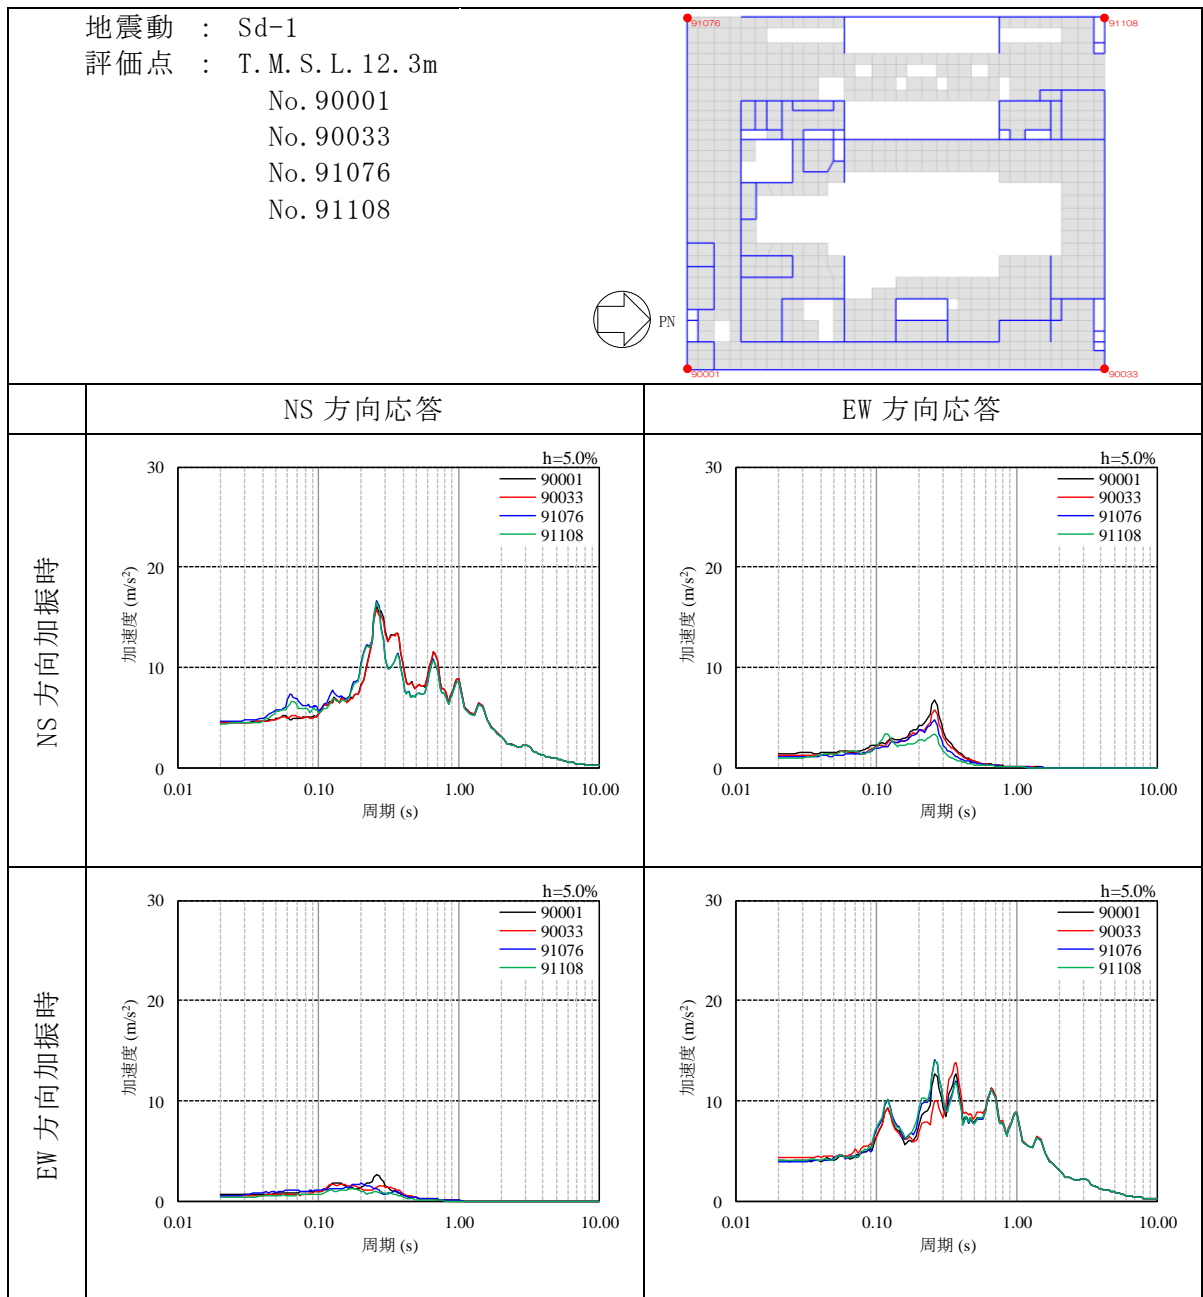 地震動 : Sd-1
評価点 : T.M.S.L.12.3m
No.90001
No.90033
No.91076
No.91108
91076
91108
PN
90001
90033
NS 方向応答
EW 方向応答
NS 方向加振時
h=5.0%
90001
90033
91076
91108
30
20
10
0
加速度 (m/s²)
0.01
0.10
1.00
10.00
周期 (s)
h=5.0%
90001
90033
91076
91108
30
20
10
0
加速度 (m/s²)
0.01
0.10
1.00
10.00
周期 (s)
EW 方向加振時
h=5.0%
90001
90033
91076
91108
30
20
10
0
加速度 (m/s²)
0.01
0.10
1.00
10.00
周期 (s)
h=5.0%
90001
90033
91076
91108
30
20
10
0
加速度 (m/s²)
0.01
0.10
1.00
10.00
周期 (s)